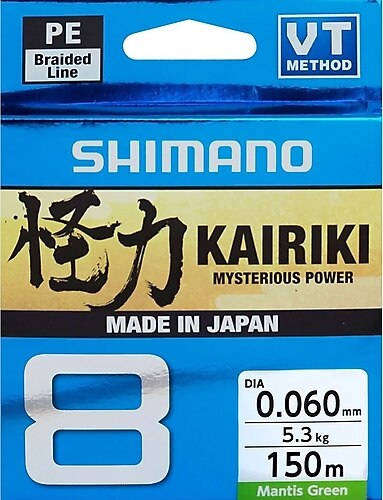 PE
Braided
Line
VT
METHOD
SHIMANO
怪力 KAIRIKI
MYSTERIOUS POWER
MADE IN JAPAN
8
DIA
0.060mm
5.3kg
150m
Mantis Green